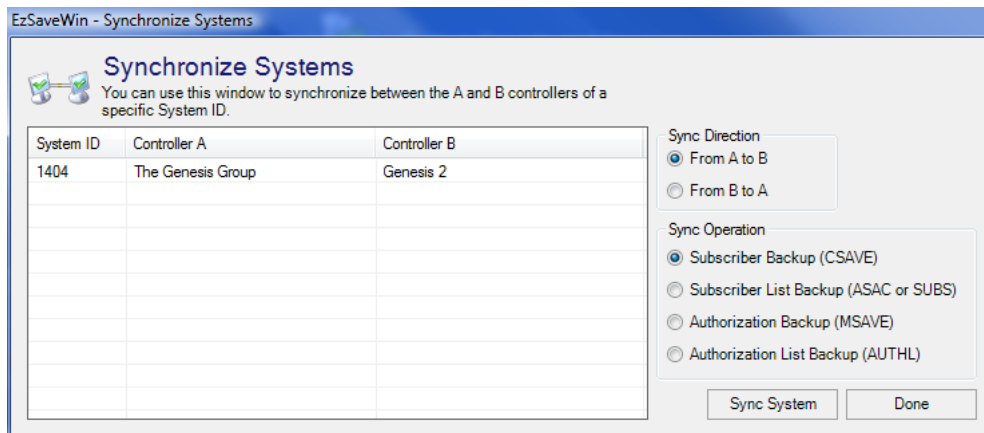 EzSaveWin - Synchronize Systems
Synchronize Systems
You can use this window to synchronize between the A and B controllers of a
specific System ID.
System ID Controller A Controller B
1404 The Genesis Group Genesis 2
Sync Direction
From A to B
From B to A
Sync Operation
Subscriber Backup (CSAVE)
Subscriber List Backup (ASAC or SUBS)
Authorization Backup (MSAVE)
Authorization List Backup (AUTHL)
Sync System Done